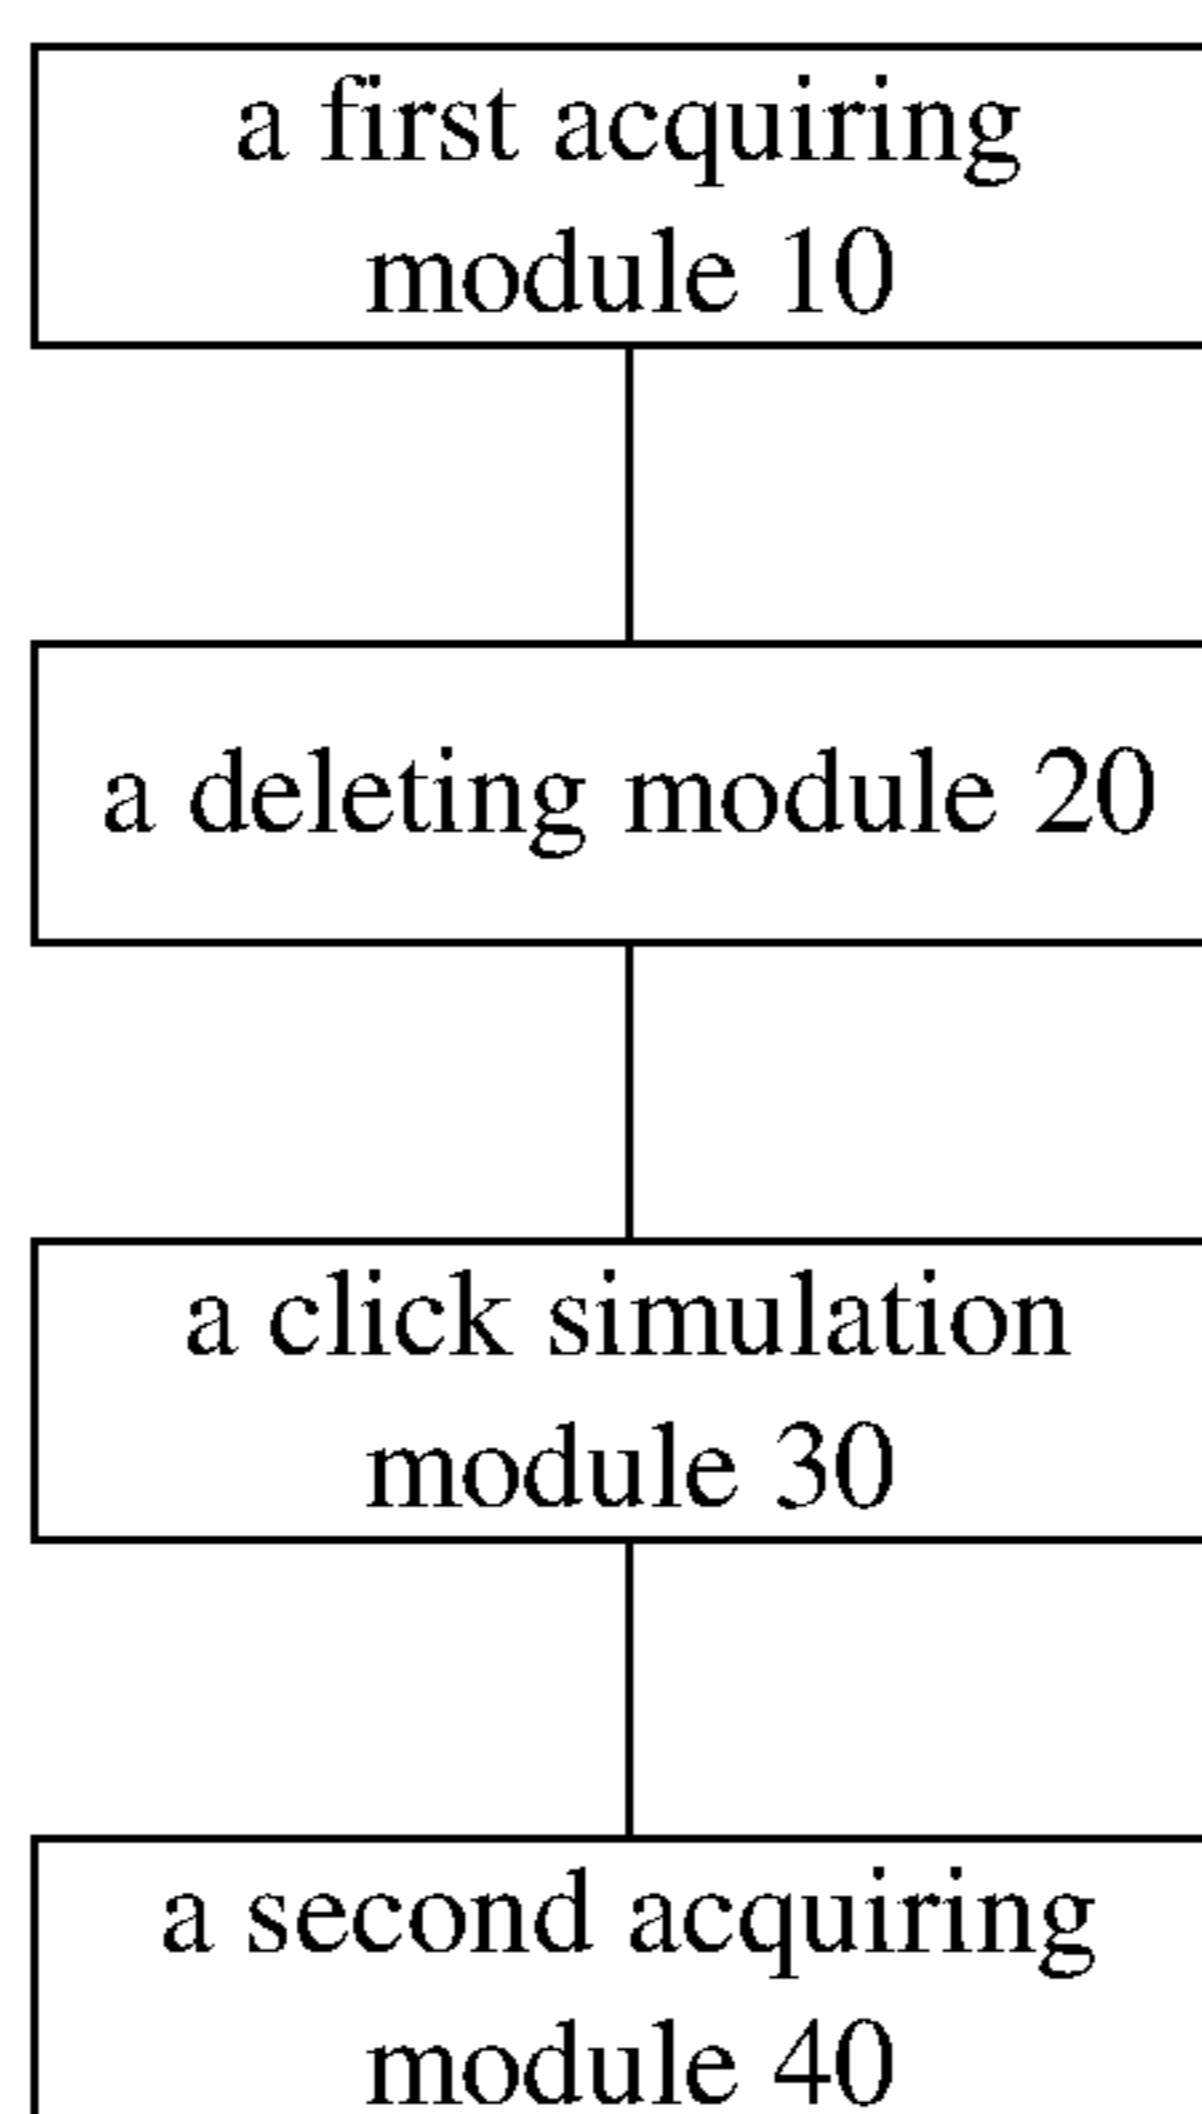 a first acquiring
module 10
a deleting module 20
a click simulation
module 30
a second acquiring
module 40